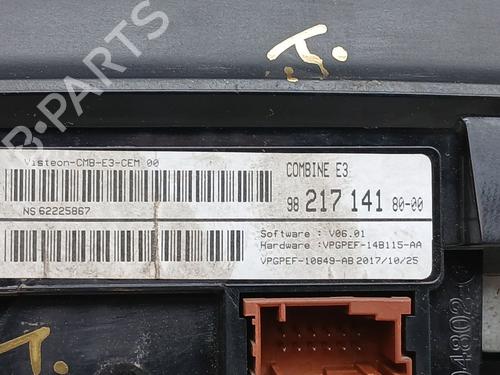 J.
B-PARTS
Visteon-CMB-E3-CEM 00
COMBINE E3
98 217 141 80-00
NS 62225867
Software : V06.01
Hardware :VPGPEF-14B115-AA
VPGPEF-10849-AB 2017/10/25
J.